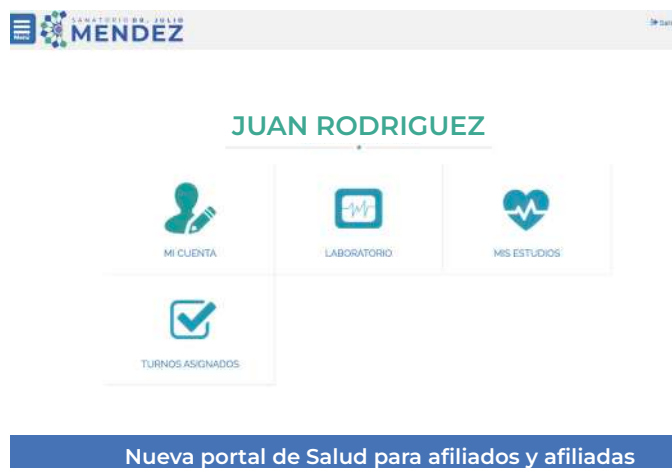 Menú
SANATORIO DR. JULIO
MENDEZ
JUAN RODRIGUEZ
MI CUENTA
LABORATORIO
MIS ESTUDIOS
TURNOS ASIGNADOS
Nueva portal de Salud para afiliados y afiliadas